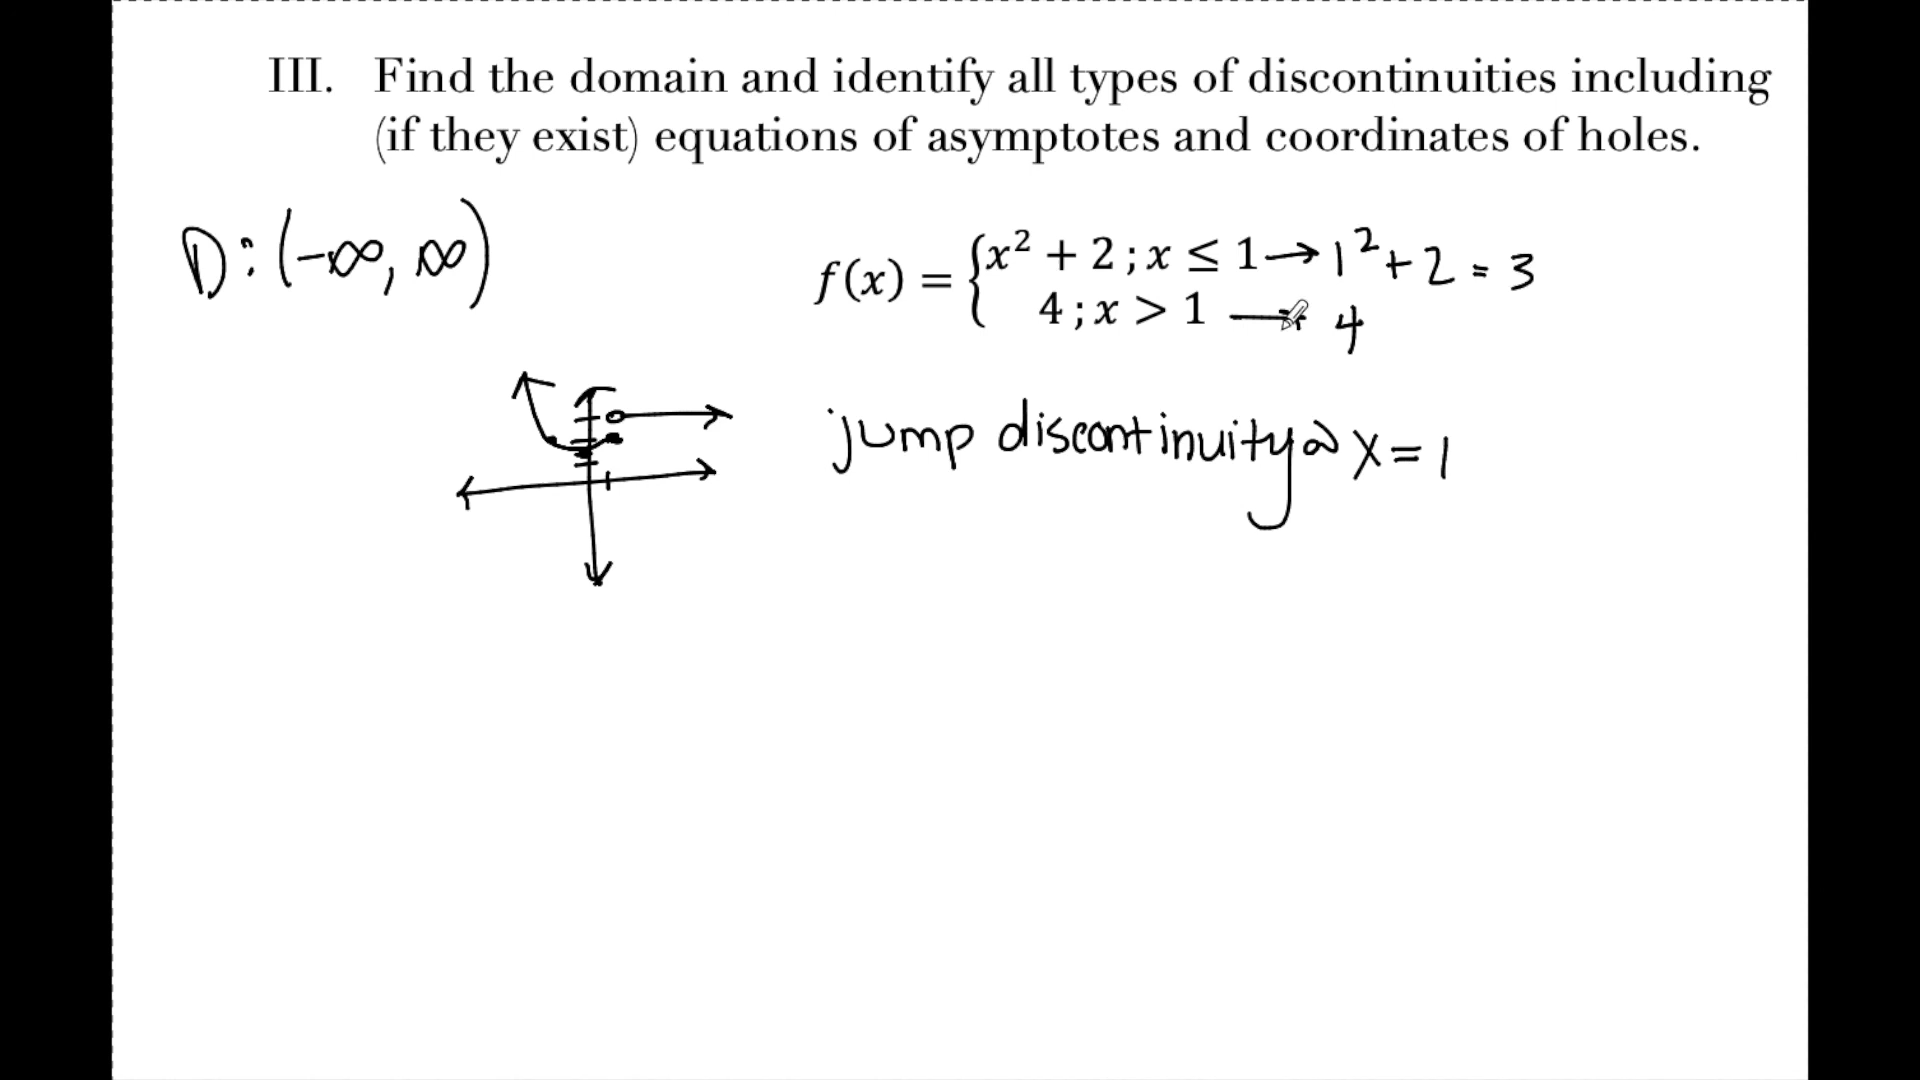 III. Find the domain and identify all types of discontinuities including
(if they exist) equations of asymptotes and coordinates of holes.
D: (-∞, ∞)
f(x) = { x² + 2 ; x ≤ 1 → 1² + 2 = 3
4 ; x > 1 → 4
jump discontinuity @ x = 1